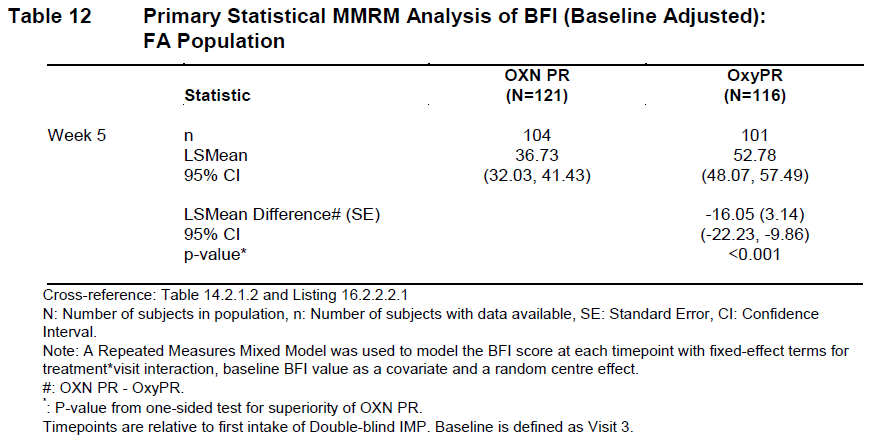 Table 12 Primary Statistical MMRM Analysis of BFI (Baseline Adjusted):
FA Population
OXN PR OxyPR
Statistic (N=121) (N=116)
Week 5 n 104 101
LSMean 36.73 52.78
95% CI (32.03, 41.43) (48.07, 57.49)
LSMean Difference# (SE) -16.05 (3.14)
95% CI (-22.23, -9.86)
p-value* <0.001
Cross-reference: Table 14.2.1.2 and Listing 16.2.2.2.1
N: Number of subjects in population, n: Number of subjects with data available, SE: Standard Error, CI: Confidence
Interval.
Note: A Repeated Measures Mixed Model was used to model the BFI score at each timepoint with fixed-effect terms for
treatment*visit interaction, baseline BFI value as a covariate and a random centre effect.
#: OXN PR - OxyPR.
*: P-value from one-sided test for superiority of OXN PR.
Timepoints are relative to first intake of Double-blind IMP. Baseline is defined as Visit 3.